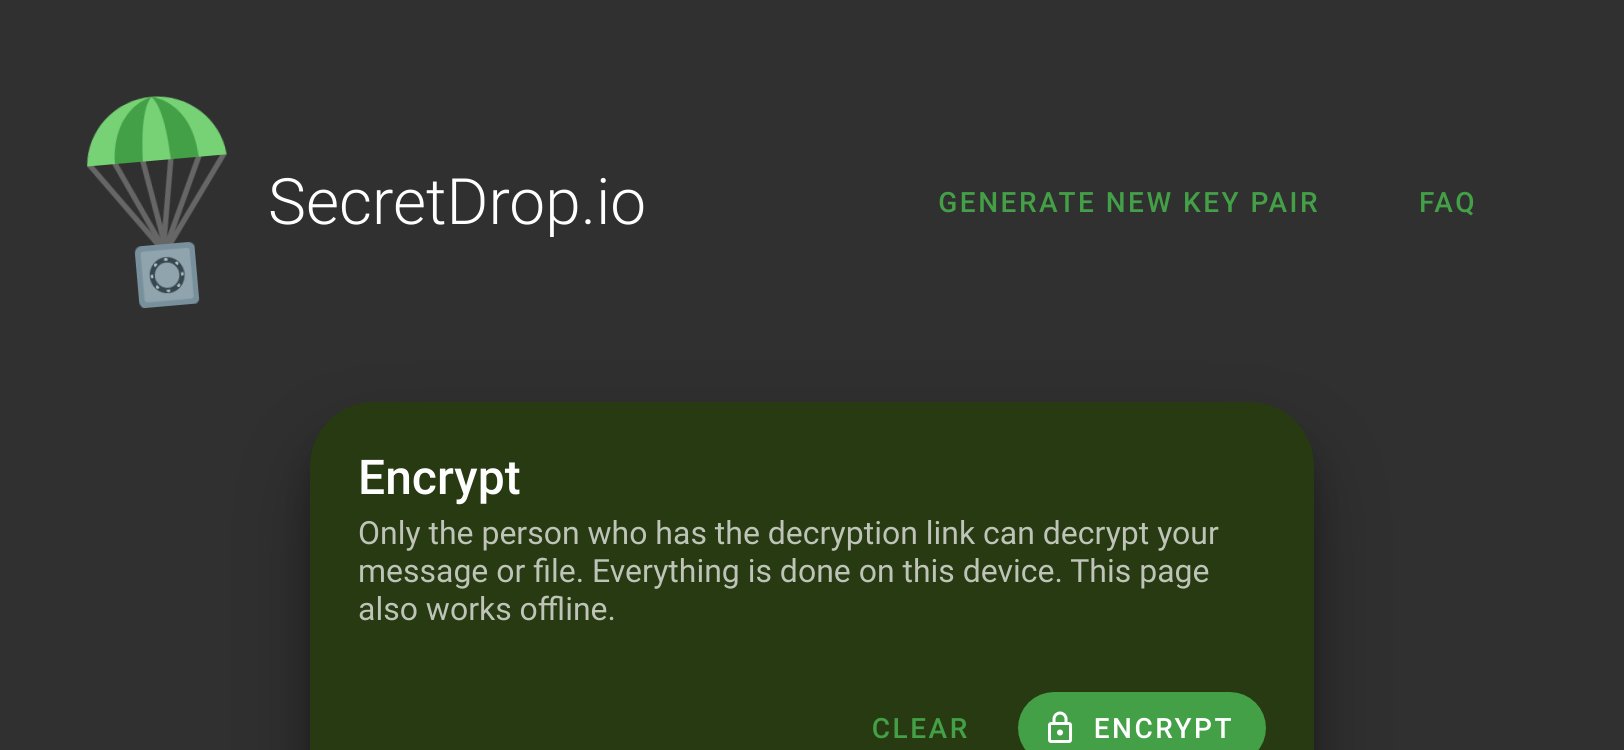 SecretDrop.io
GENERATE NEW KEY PAIR
FAQ
Encrypt
Only the person who has the decryption link can decrypt your
message or file. Everything is done on this device. This page
also works offline.
CLEAR
ENCRYPT